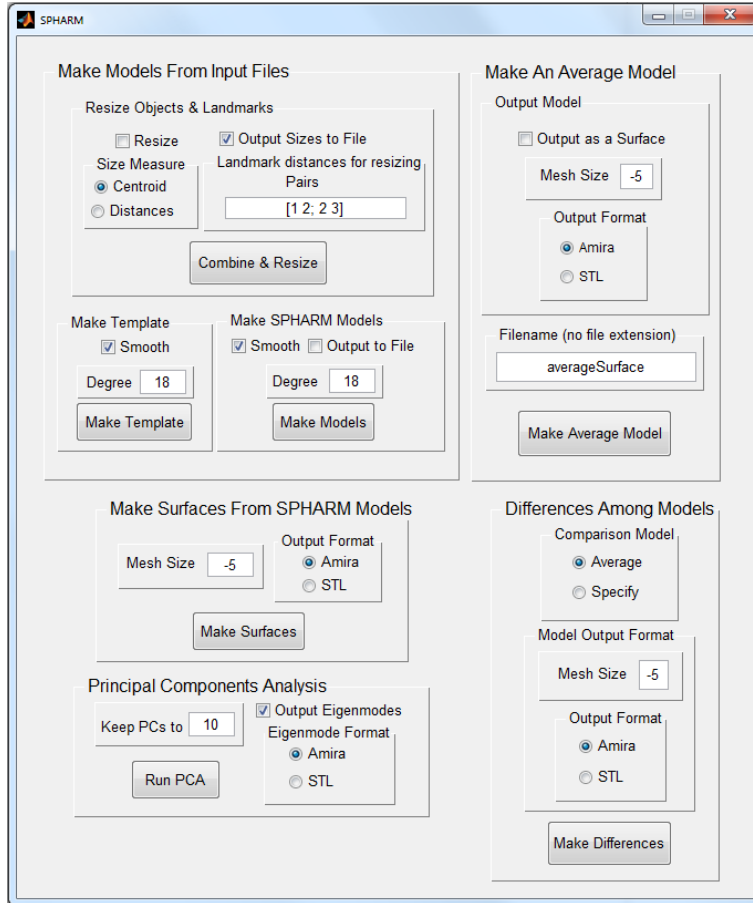 SPHARM
Make Models From Input Files
Resize Objects & Landmarks
Resize
Output Sizes to File
Size Measure
Centroid
Distances
Landmark distances for resizing
Pairs
[1 2; 2 3]
Combine & Resize
Make Template
Smooth
Degree 18
Make Template
Make SPHARM Models
Smooth Output to File
Degree 18
Make Models
Make An Average Model
Output Model
Output as a Surface
Mesh Size -5
Output Format
Amira
STL
Filename (no file extension)
averageSurface
Make Average Model
Make Surfaces From SPHARM Models
Mesh Size -5
Output Format
Amira
STL
Make Surfaces
Principal Components Analysis
Keep PCs to 10
Output Eigenmodes
Eigenmode Format
Amira
STL
Run PCA
Differences Among Models
Comparison Model
Average
Specify
Model Output Format
Mesh Size -5
Output Format
Amira
STL
Make Differences